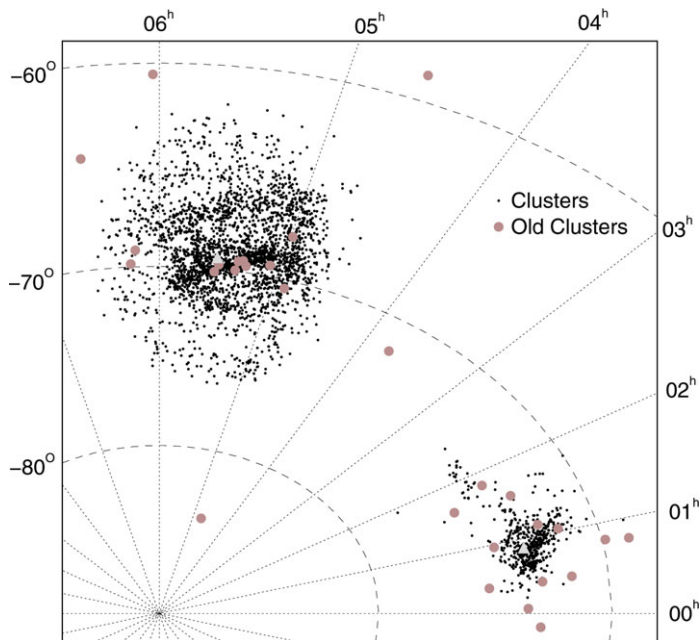 06h
05h
04h
−60O
Clusters
Old Clusters
03h
−70O
02h
−80O
01h
00h